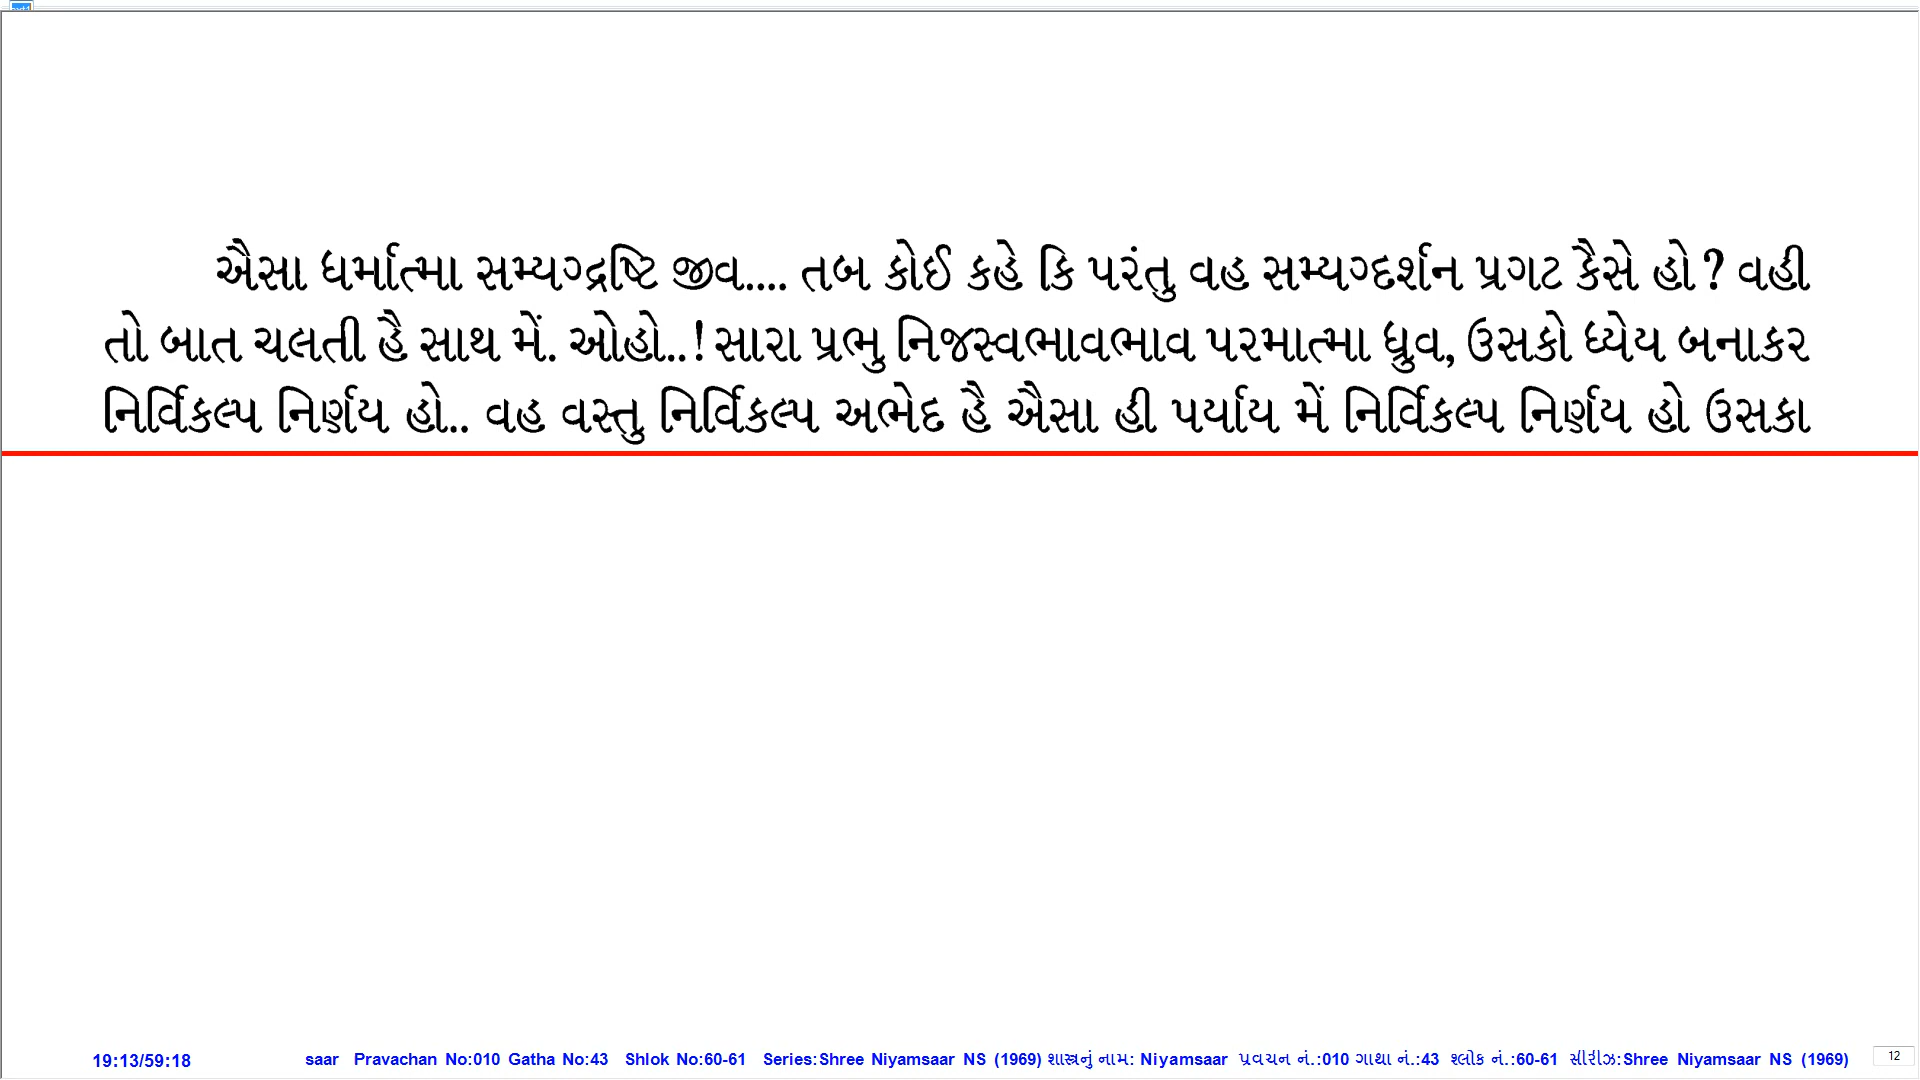 ઐસા ધર્માત્મા સમ્યગ્દ્રષ્ટિ જીવ.... તબ કોઈ કહે કિ પરંતુ વહ સમ્યગ્દર્શન પ્રગટ કૈસે હો? વહી
તો બાત ચલતી હૈ સાથ મેં. ઓહો..! સારા પ્રભુ નિજસ્વભાવભાવ પરમાત્મા ધ્રુવ, ઉસકો ધ્યેય બનાકર
નિર્વિકલ્પ નિર્ણય હો.. વહ વસ્તુ નિર્વિકલ્પ અભેદ હૈ ઐસા હી પર્યાય મેં નિર્વિકલ્પ નિર્ણય હો ઉસકા
19:13/59:18 saar Pravachan No:010 Gatha No:43 Shlok No:60-61 Series:Shree Niyamsaar NS (1969) શાસ્ત્રનું નામ: Niyamsaar પ્રવચન નં.:010 ગાથા નં.:43 શ્લોક નં.:60-61 સીરીઝ:Shree Niyamsaar NS (1969) 12